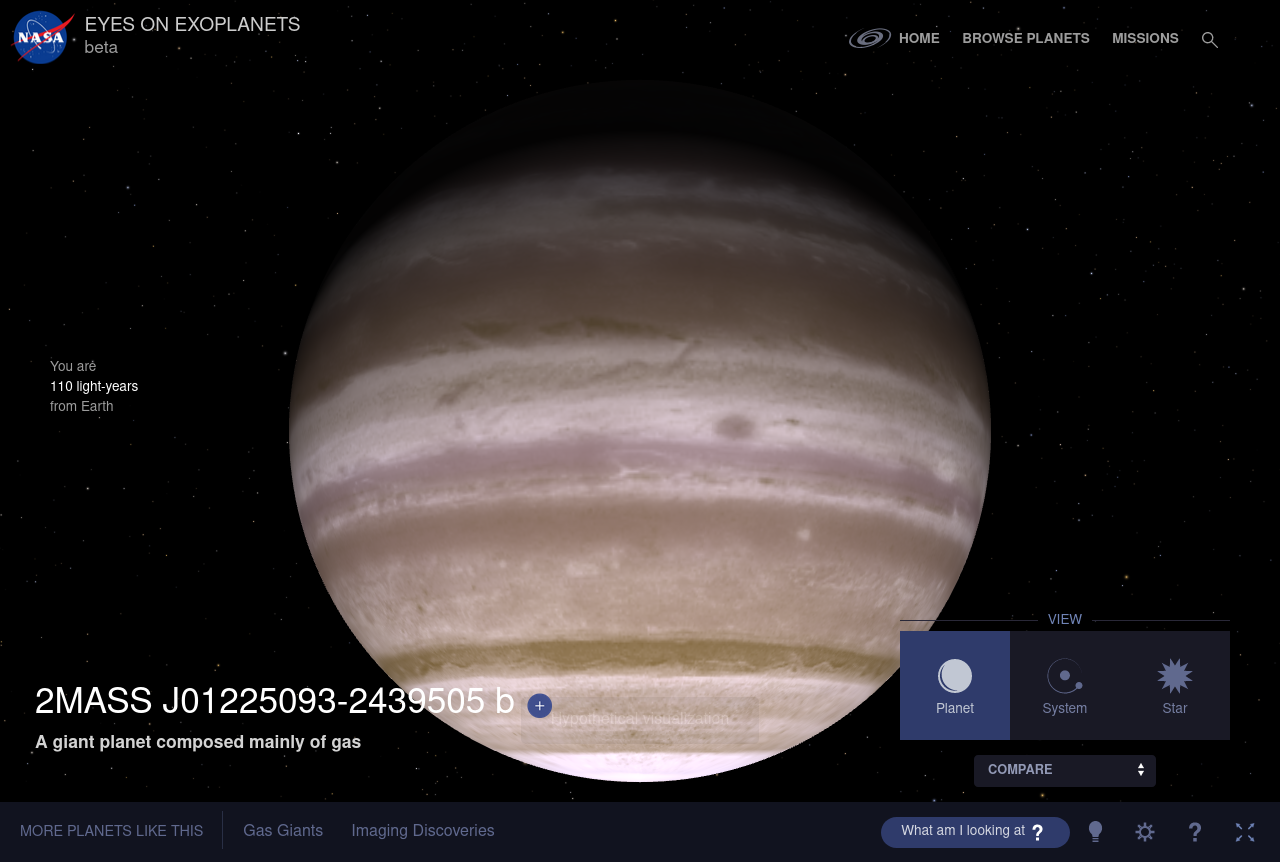 NASA
EYES ON EXOPLANETS
beta
HOME
BROWSE PLANETS
MISSIONS
You are
110 light-years
from Earth
VIEW
Planet
System
Star
2MASS J01225093-2439505 b
+
Hypothetical visualization
A giant planet composed mainly of gas
COMPARE
MORE PLANETS LIKE THIS
Gas Giants
Imaging Discoveries
What am I looking at ?
?